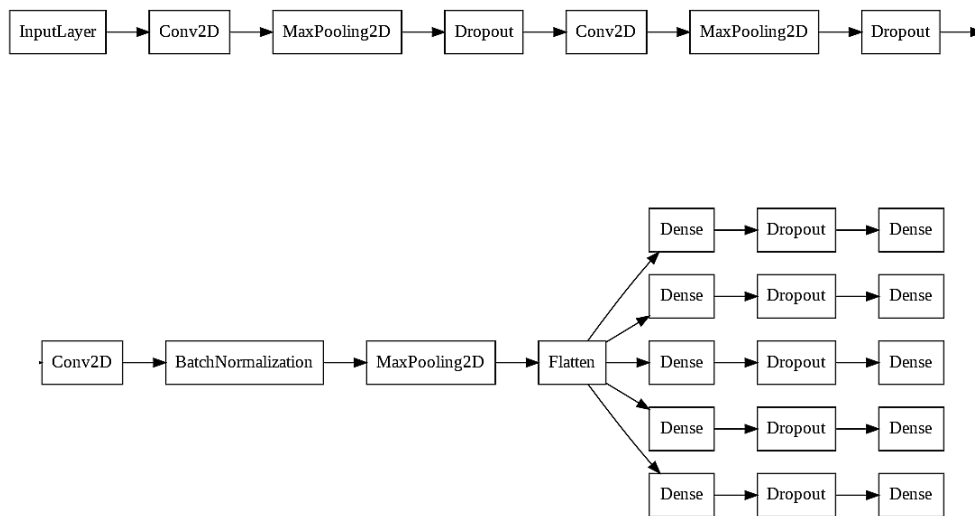 InputLayer Conv2D MaxPooling2D Dropout Conv2D MaxPooling2D Dropout
Dense Dropout Dense
Dense Dropout Dense
Conv2D BatchNormalization MaxPooling2D Flatten Dense Dropout Dense
Dense Dropout Dense
Dense Dropout Dense